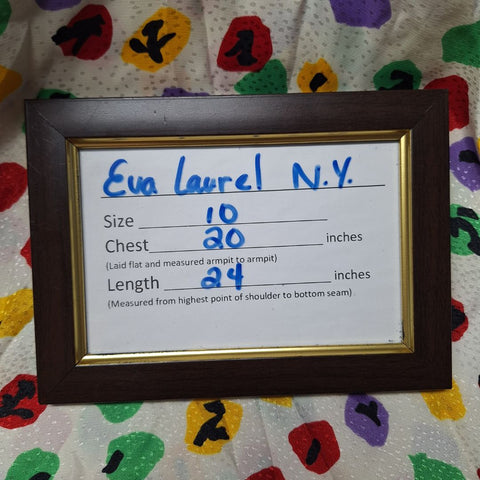 Eva Laurel N.Y.
Size 10
Chest 20 inches
(Laid flat and measured armpit to armpit)
Length 24 inches
(Measured from highest point of shoulder to bottom seam)